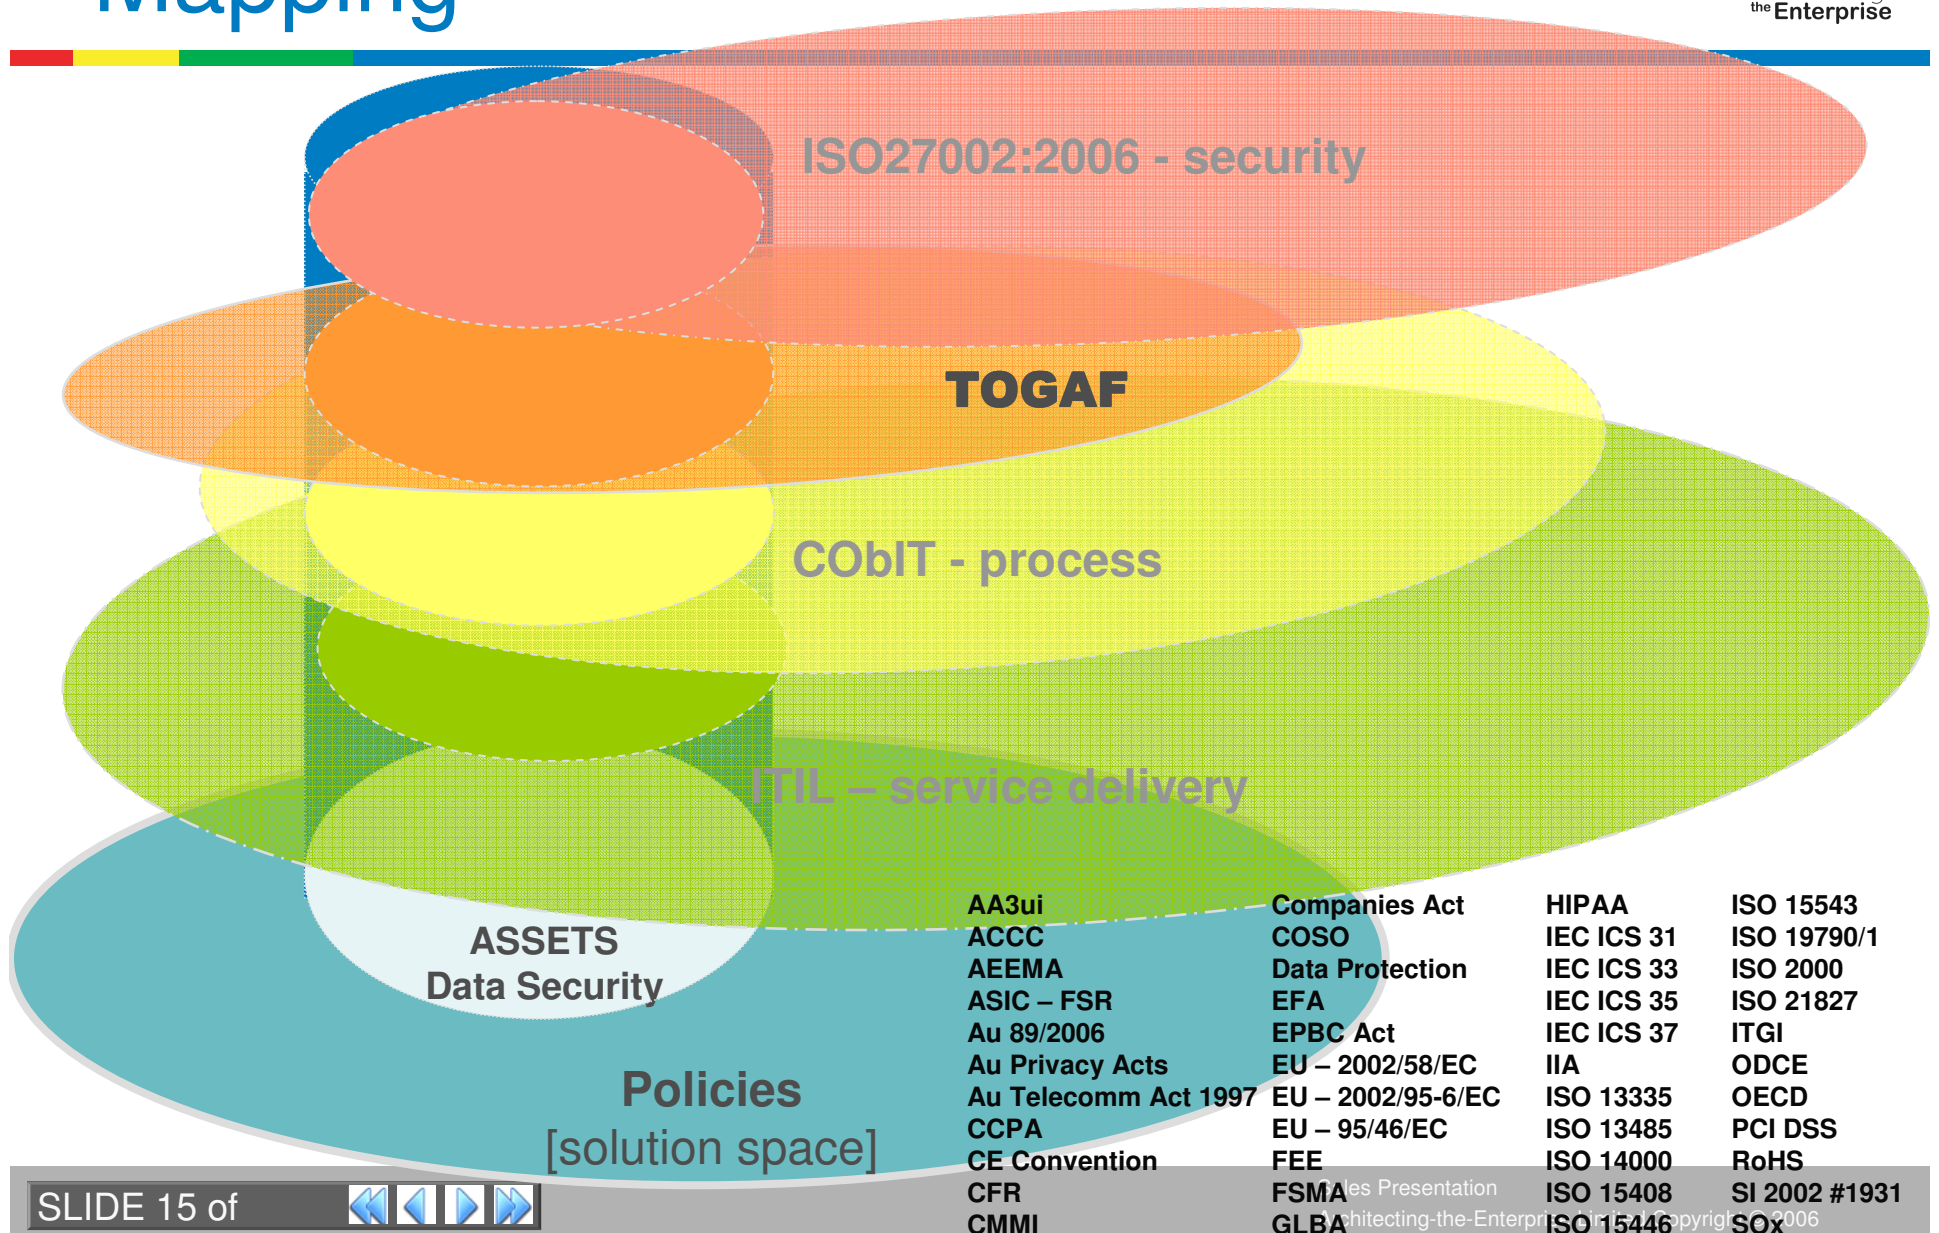 Mapping
the Enterprise
ISO27002:2006 - security
TOGAF
CObIT - process
ITIL – service delivery
ASSETS
Data Security
Policies
[solution space]
AA3ui
ACCC
AEEMA
ASIC – FSR
Au 89/2006
Au Privacy Acts
Au Telecomm Act 1997
CCPA
CE Convention
CFR
CMMI
Companies Act
COSO
Data Protection
EFA
EPBC Act
EU – 2002/58/EC
EU – 2002/95-6/EC
EU – 95/46/EC
FEE
FSMA
GLBA
HIPAA
IEC ICS 31
IEC ICS 33
IEC ICS 35
IEC ICS 37
IIA
ISO 13335
ISO 13485
ISO 14000
ISO 15408
ISO 15446
ISO 15543
ISO 19790/1
ISO 2000
ISO 21827
ITGI
ODCE
OECD
PCI DSS
RoHS
SI 2002 #1931
SOx
SLIDE 15 of
Sales Presentation
Architecting-the-Enterprise Limited Copyright © 2006